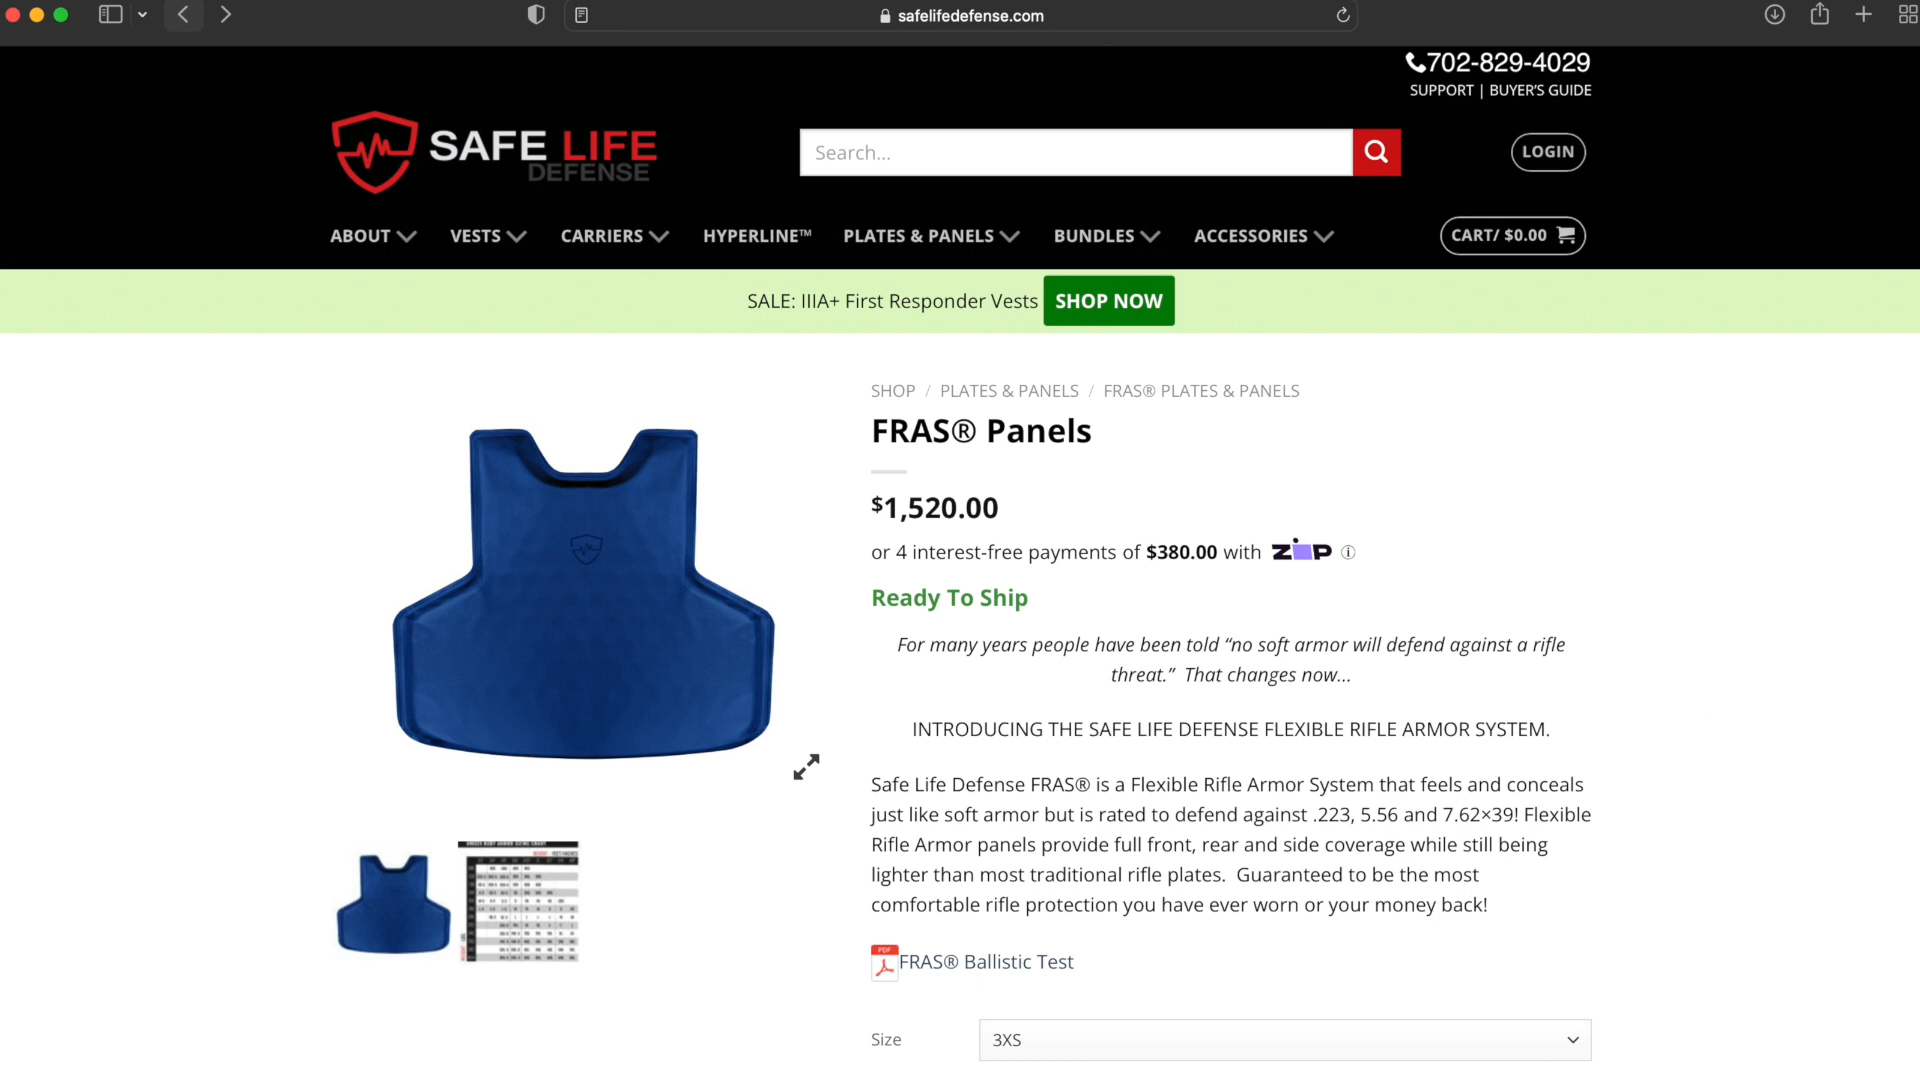 safelifedefense.com
702-829-4029
SUPPORT | BUYER'S GUIDE
SAFE LIFE
DEFENSE
Search...
LOGIN
ABOUT VESTS CARRIERS HYPERLINE™ PLATES & PANELS BUNDLES ACCESSORIES
CART/ $0.00
SALE: IIIA+ First Responder Vests SHOP NOW
SHOP / PLATES & PANELS / FRAS® PLATES & PANELS
FRAS® Panels
$1,520.00
or 4 interest-free payments of $380.00 with ZIP
Ready To Ship
For many years people have been told “no soft armor will defend against a rifle
threat.” That changes now...
INTRODUCING THE SAFE LIFE DEFENSE FLEXIBLE RIFLE ARMOR SYSTEM.
Safe Life Defense FRAS® is a Flexible Rifle Armor System that feels and conceals
just like soft armor but is rated to defend against .223, 5.56 and 7.62×39! Flexible
Rifle Armor panels provide full front, rear and side coverage while still being
lighter than most traditional rifle plates. Guaranteed to be the most
comfortable rifle protection you have ever worn or your money back!
PDF
FRAS® Ballistic Test
Size
3XS